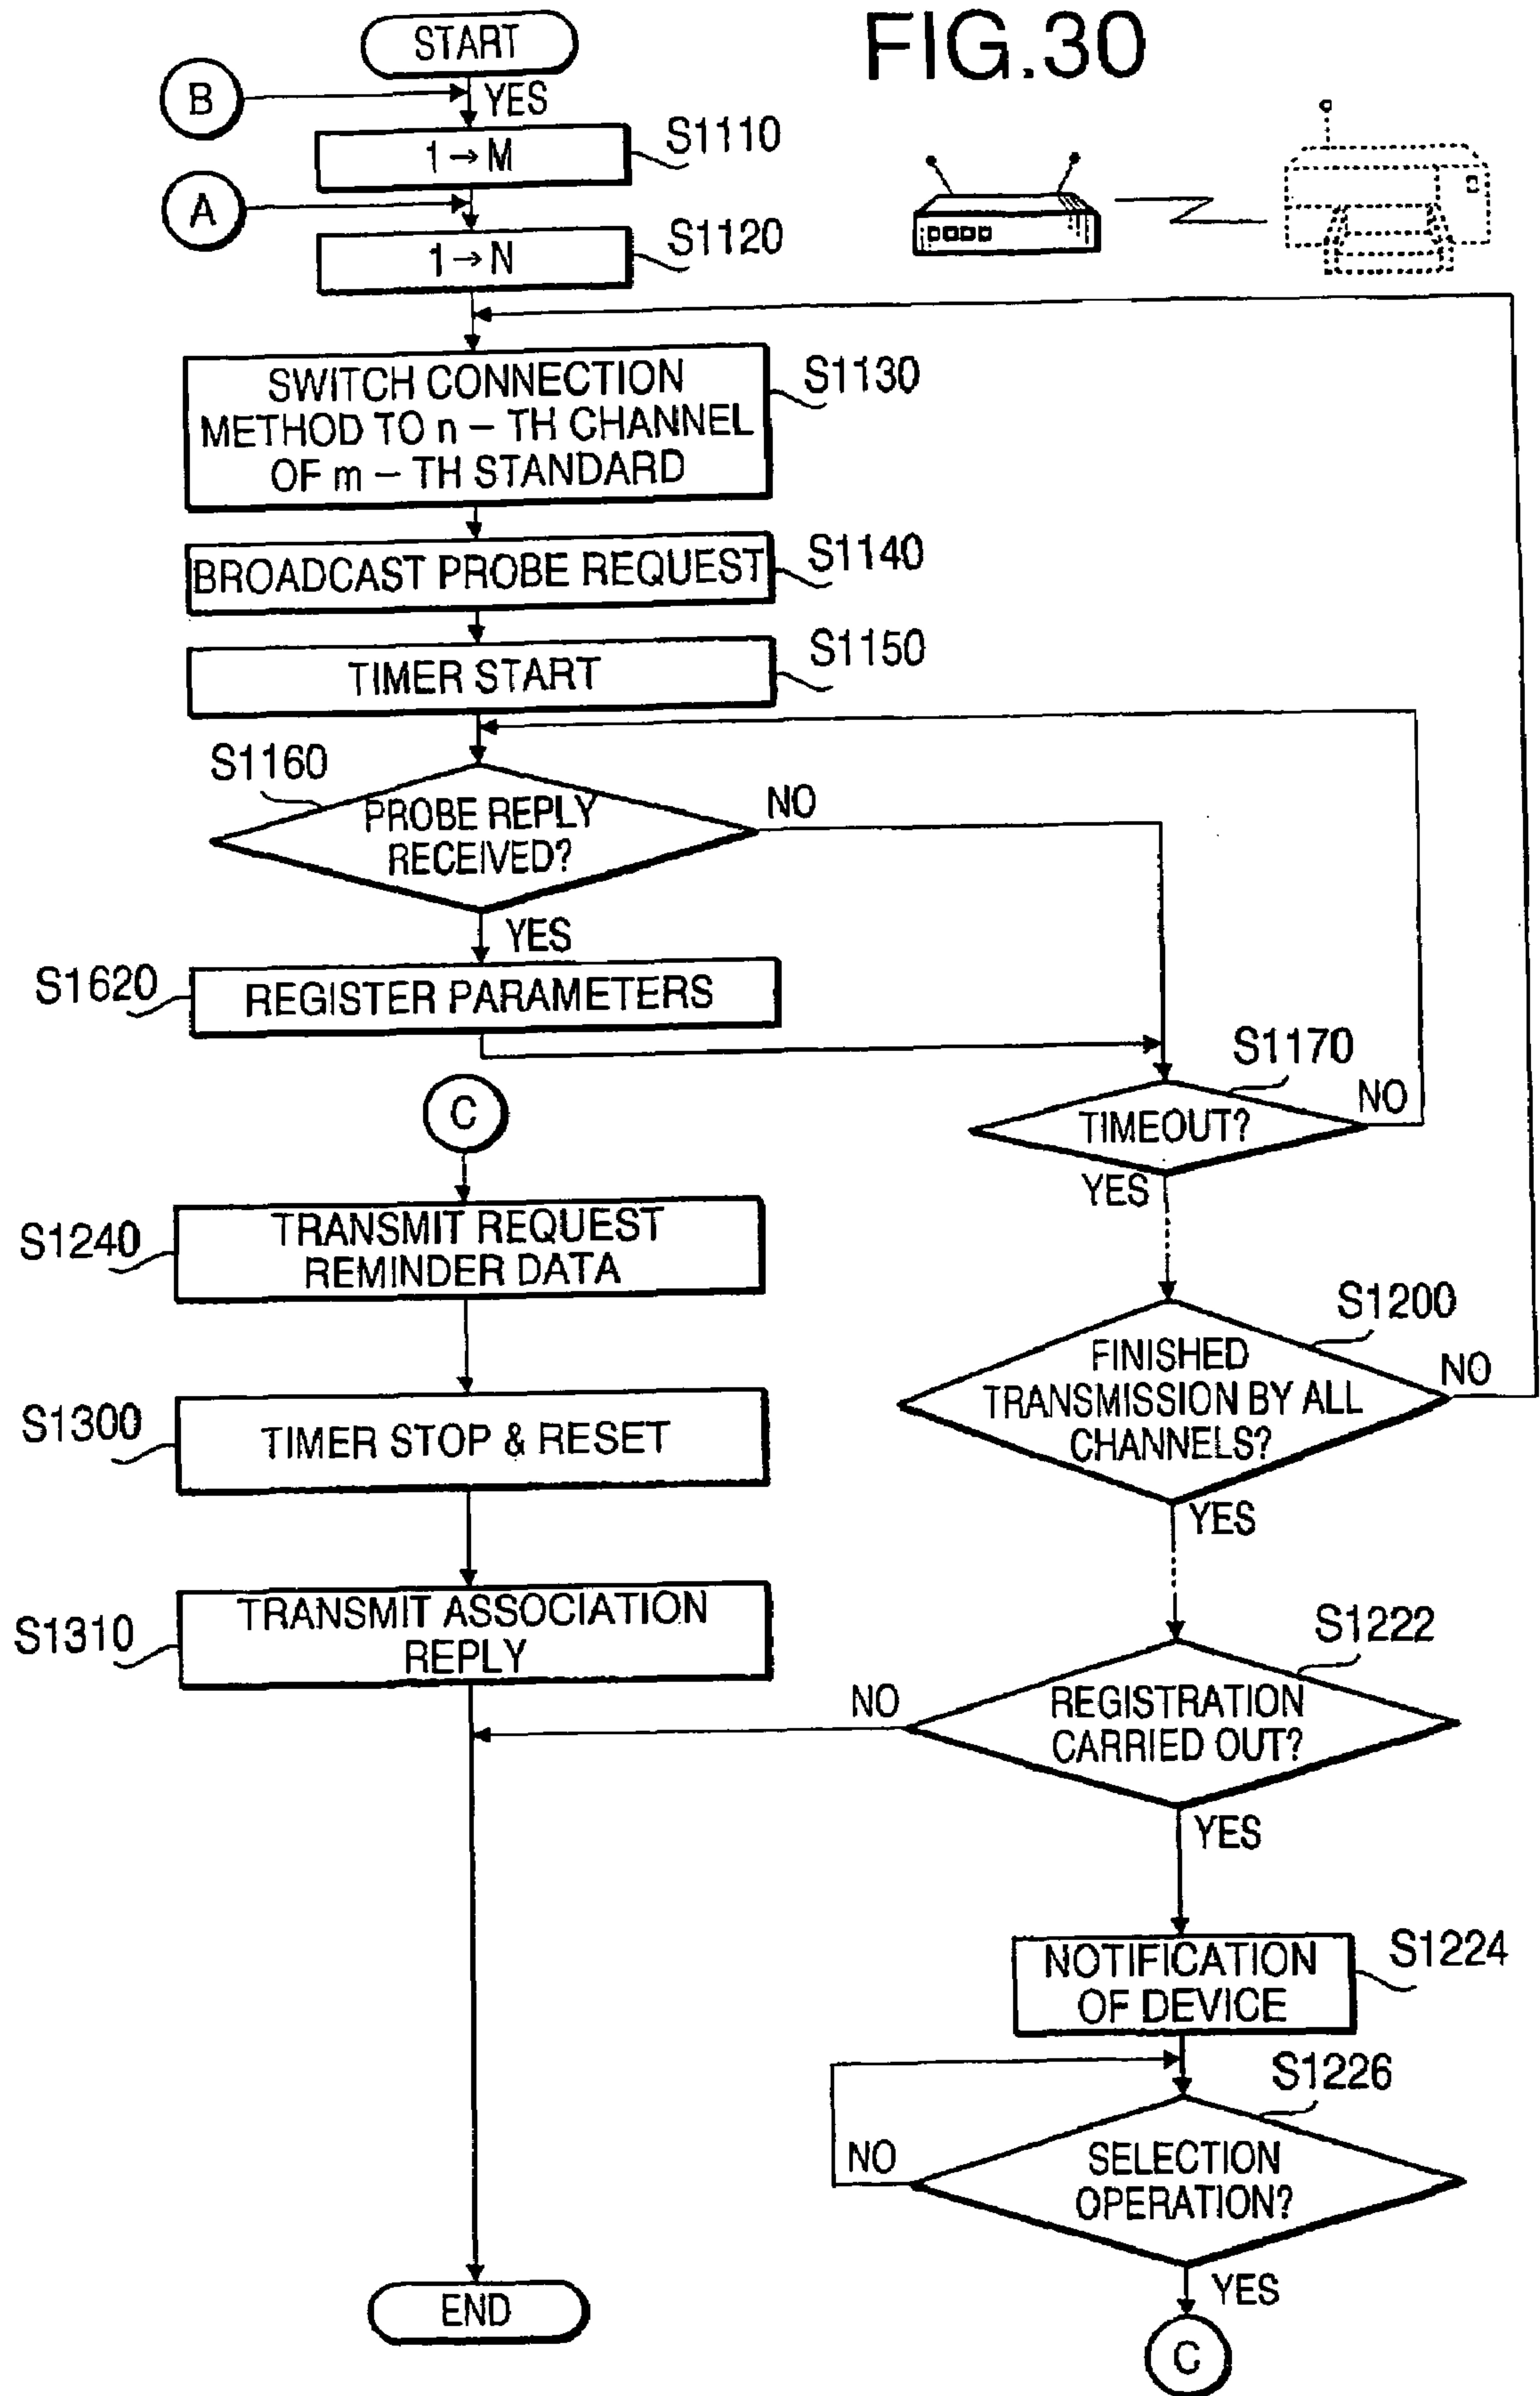 FIG.30
START
B
YES
1→M
S1110
A
1→N
S1120
SWITCH CONNECTION
METHOD TO n – TH CHANNEL
OF m – TH STANDARD
S1130
BROADCAST PROBE REQUEST
S1140
TIMER START
S1150
S1160
PROBE REPLY
RECEIVED?
NO
YES
S1620
REGISTER PARAMETERS
S1170
TIMEOUT?
NO
YES
C
S1240
TRANSMIT REQUEST
REMINDER DATA
S1200
FINISHED
TRANSMISSION BY ALL
CHANNELS?
NO
YES
S1300
TIMER STOP & RESET
S1310
TRANSMIT ASSOCIATION
REPLY
S1222
REGISTRATION
CARRIED OUT?
NO
YES
NOTIFICATION
OF DEVICE
S1224
S1226
SELECTION
OPERATION?
NO
YES
END
C